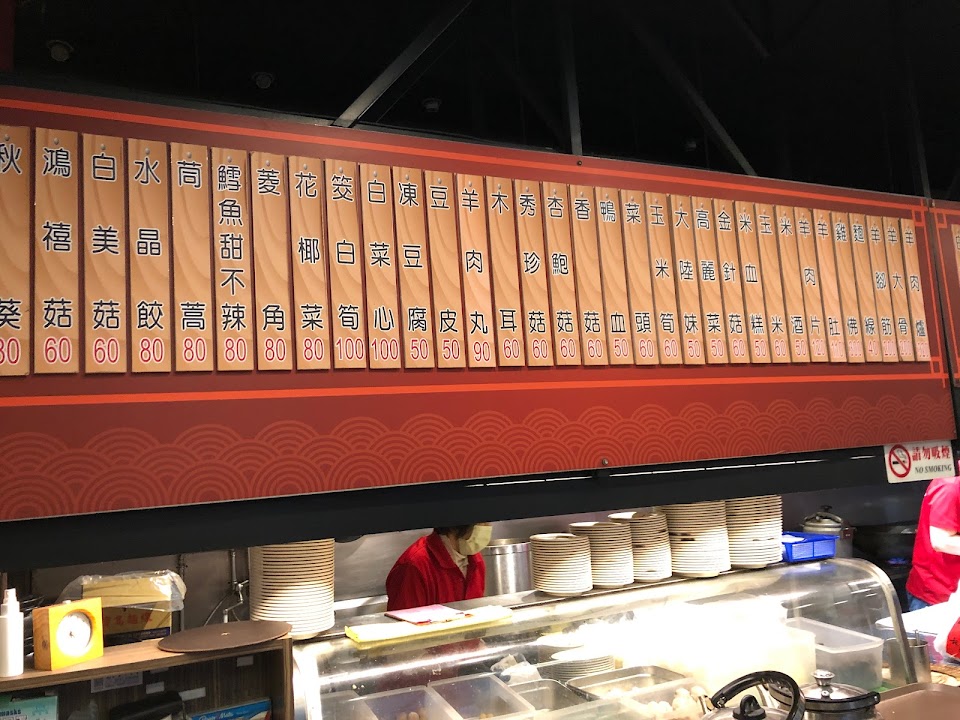 羊肉爐
羊大骨
羊腳筋
麵線
雞佛
羊肚
羊肉片
米酒 50
玉米 60
米血糕 50
金針菇 60
高麗菜 50
大陸妹 50
玉米筍 60
菜頭 50
鴨血 50
香菇 60
杏鮑菇 60
秀珍菇 60
木耳 60
羊肉丸 90
豆皮 50
凍豆腐 50
白菜心 100
筊白筍 100
花椰菜 80
菱角 80
鱈魚甜不辣 80
茼蒿 80
水晶餃 80
白美菇 60
鴻禧菇 60
秋葵 80
請勿吸煙
NO SMOKING